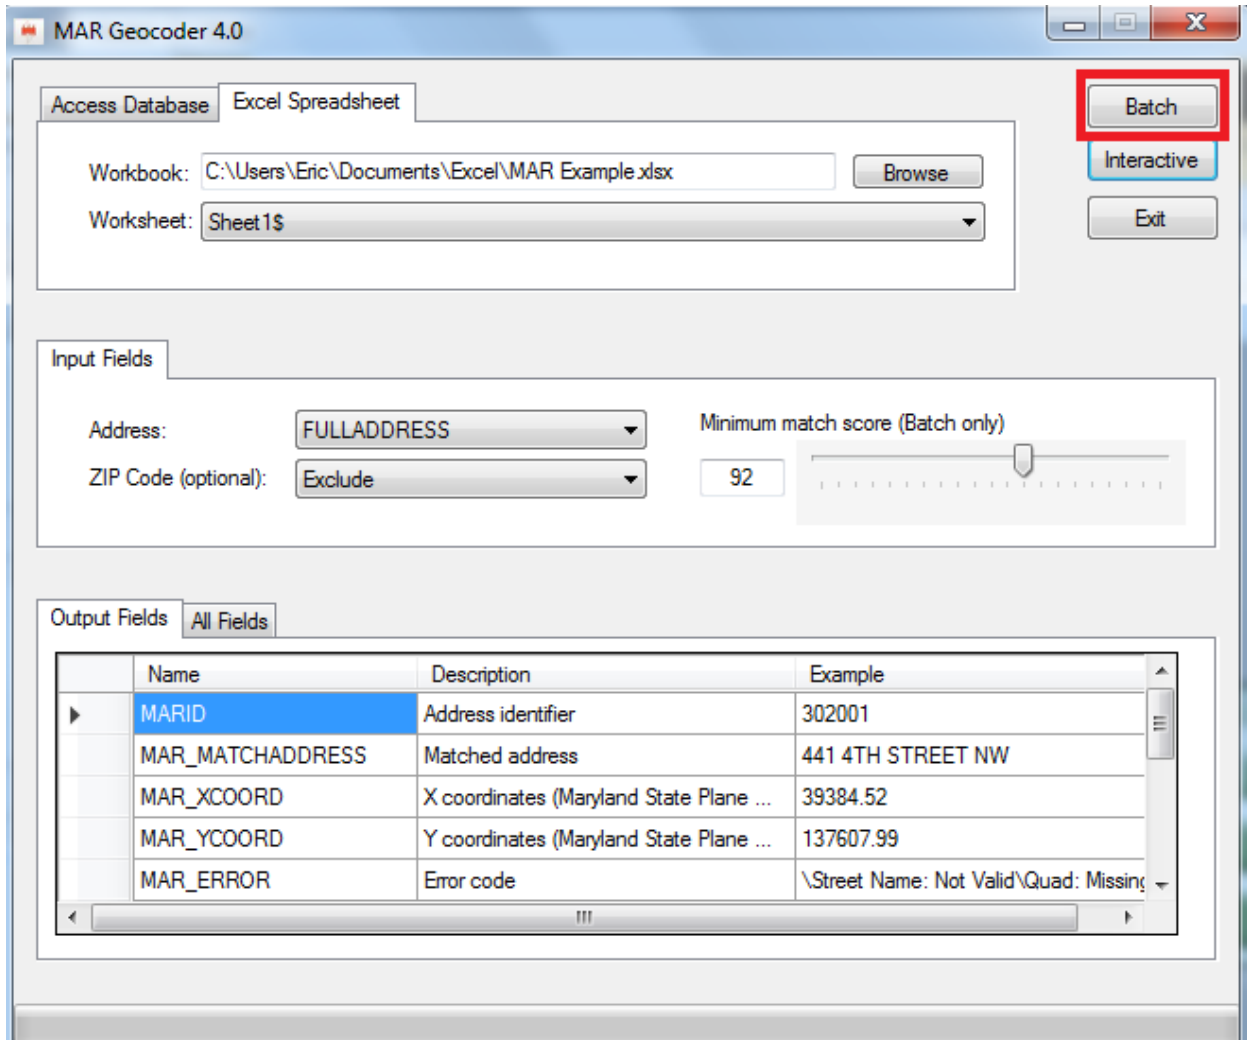 MAR Geocoder 4.0
Access Database Excel Spreadsheet
Batch
Workbook: C:\Users\Eric\Documents\Excel\MAR Example.xlsx Browse
Interactive
Worksheet: Sheet1$
Exit
Input Fields
Address: FULLADDRESS
Minimum match score (Batch only)
ZIP Code (optional): Exclude
92
Output Fields All Fields
Name Description Example
MARID Address identifier 302001
MAR_MATCHADDRESS Matched address 441 4TH STREET NW
MAR_XCOORD X coordinates (Maryland State Plane ... 39384.52
MAR_YCOORD Y coordinates (Maryland State Plane ... 137607.99
MAR_ERROR Error code \Street Name: Not Valid\Quad: Missing